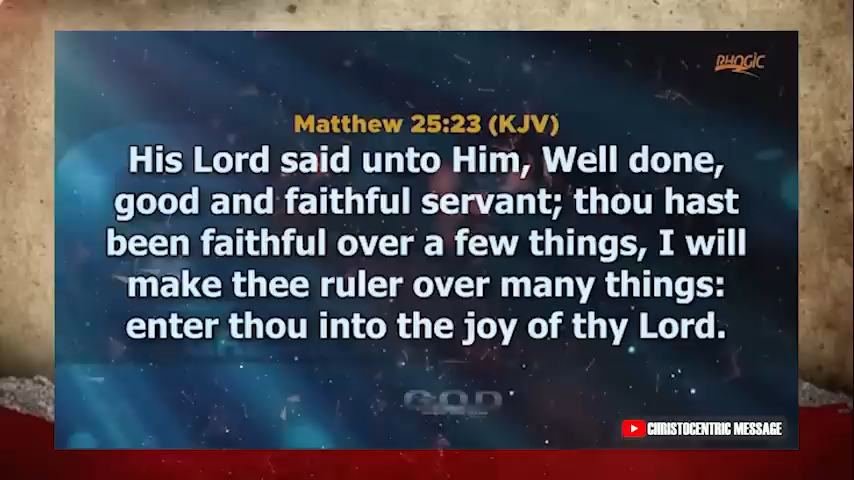 RHOGIC
Matthew 25:23 (KJV)
His Lord said unto Him, Well done,
good and faithful servant; thou hast
been faithful over a few things, I will
make thee ruler over many things:
enter thou into the joy of thy Lord.
GOD
CHRISTOCENTRIC MESSAGE